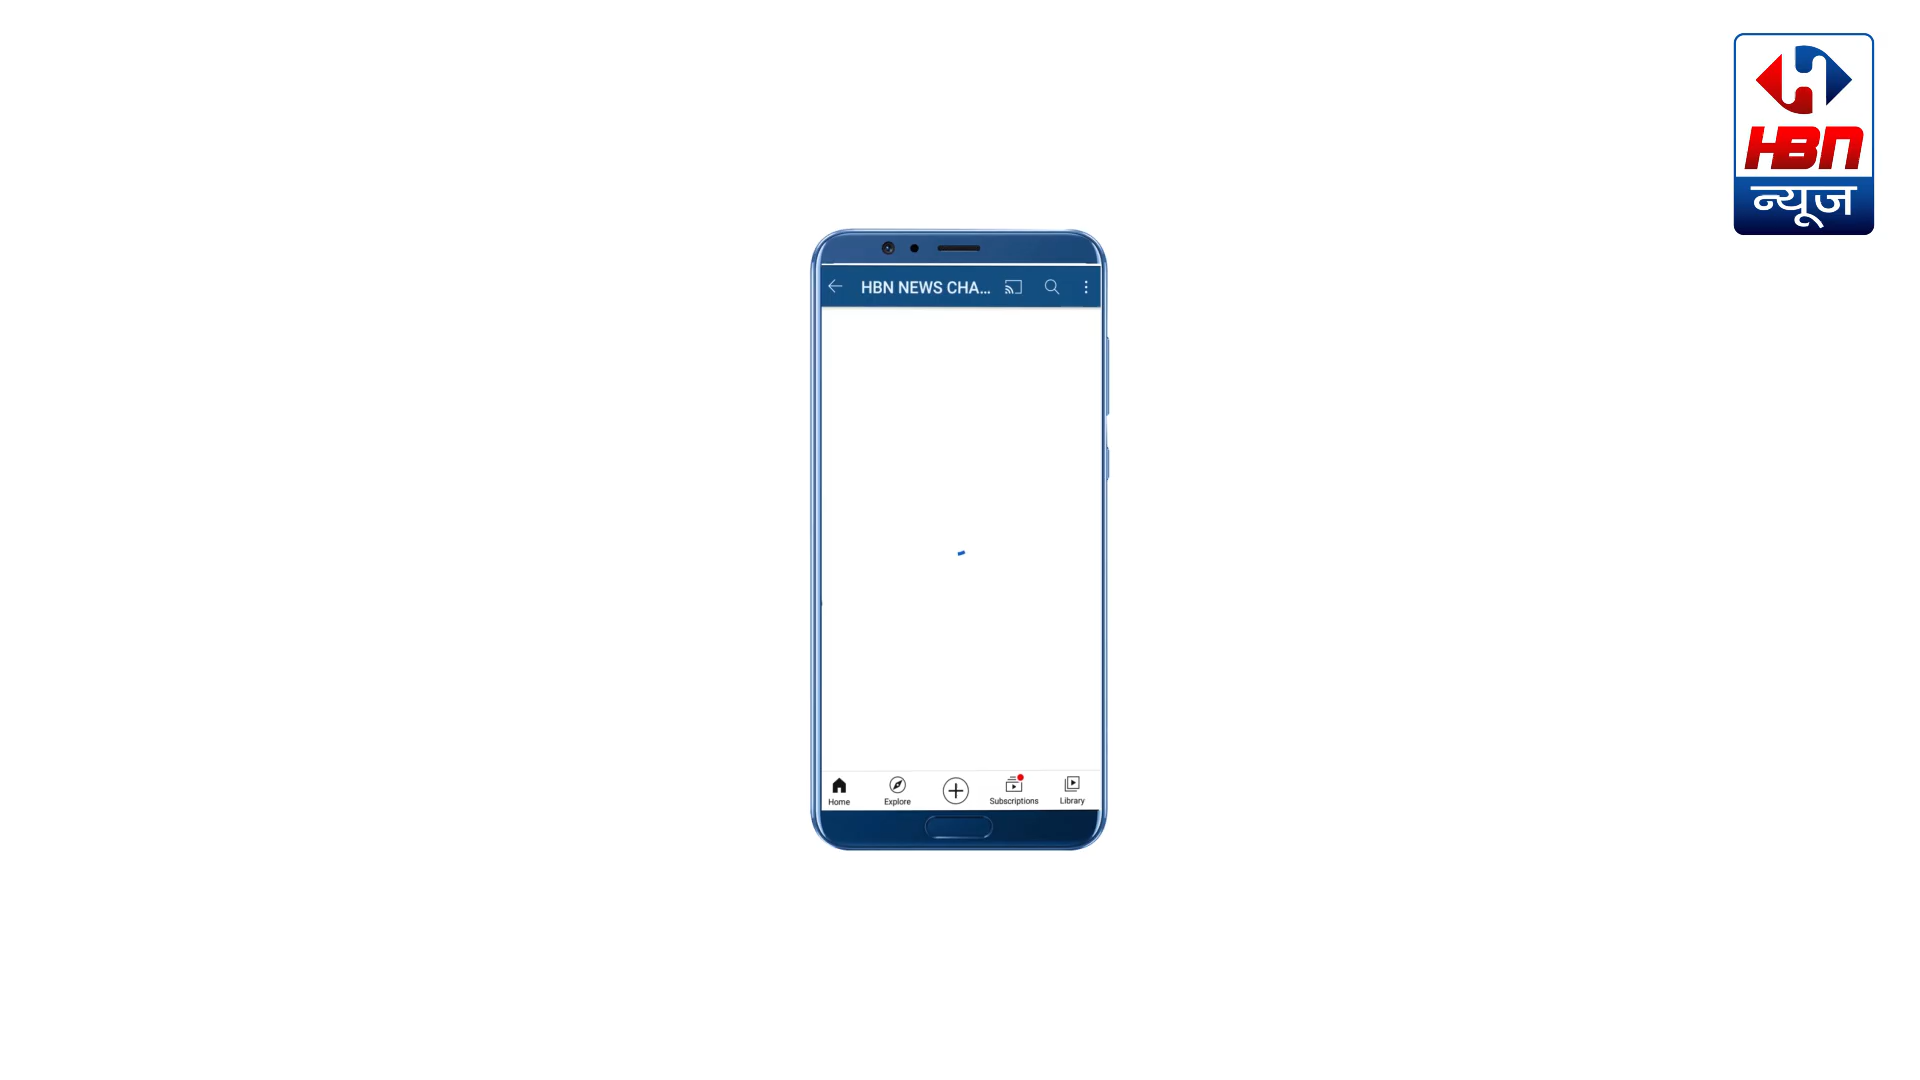 HBN
न्यूज
HBN NEWS CHA...
Home
Explore
Subscriptions
Library